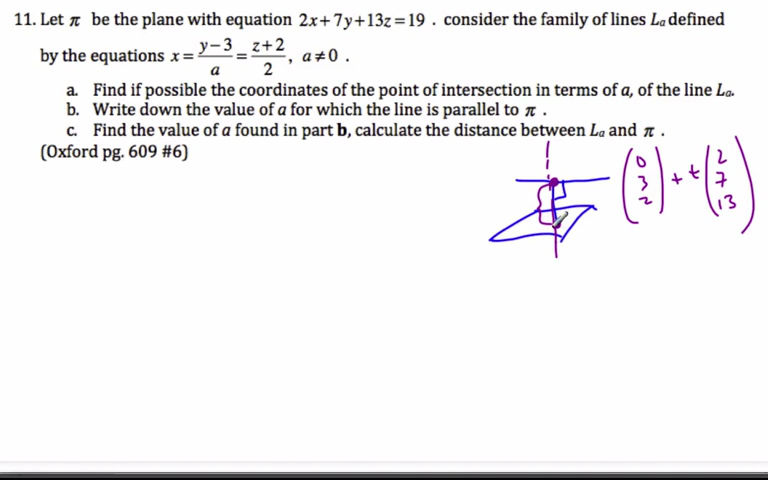 11. Let π be the plane with equation 2x+7y+13z=19 . consider the family of lines Lₐ defined
by the equations x = (y−3)/a = (z+2)/2, a≠0 .
a. Find if possible the coordinates of the point of intersection in terms of a, of the line Lₐ.
b. Write down the value of a for which the line is parallel to π .
c. Find the value of a found in part b, calculate the distance between Lₐ and π .
(Oxford pg. 609 #6)
(0 3 2) + t (2 7 13)